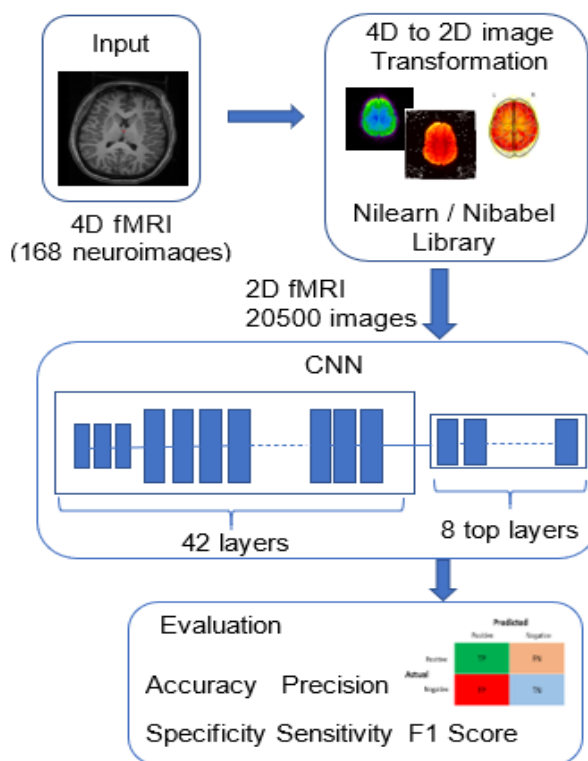 Input
4D fMRI
(168 neuroimages)
4D to 2D image
Transformation
L R
Nilearn / Nibabel
Library
2D fMRI
20500 images
CNN
42 layers
8 top layers
Evaluation
Accuracy Precision
Specificity Sensitivity F1 Score
Predicted
Positive Negative
Actual
Positive
Negative
TP FN
FP TN